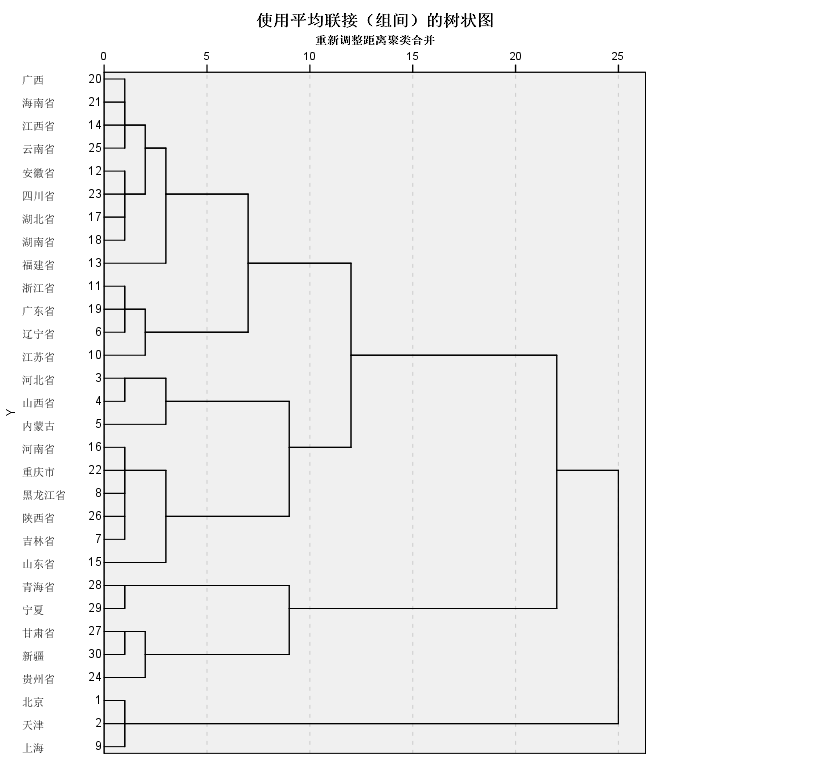 使用平均联接（组间）的树状图
重新调整距离聚类合并
0 5 10 15 20 25
广西 20
海南省 21
江西省 14
云南省 25
安徽省 12
四川省 23
湖北省 17
湖南省 18
福建省 13
浙江省 11
广东省 19
辽宁省 6
江苏省 10
河北省 3
山西省 4
Y
内蒙古 5
河南省 16
重庆市 22
黑龙江省 8
陕西省 26
吉林省 7
山东省 15
青海省 28
宁夏 29
甘肃省 27
新疆 30
贵州省 24
北京 1
天津 2
上海 9